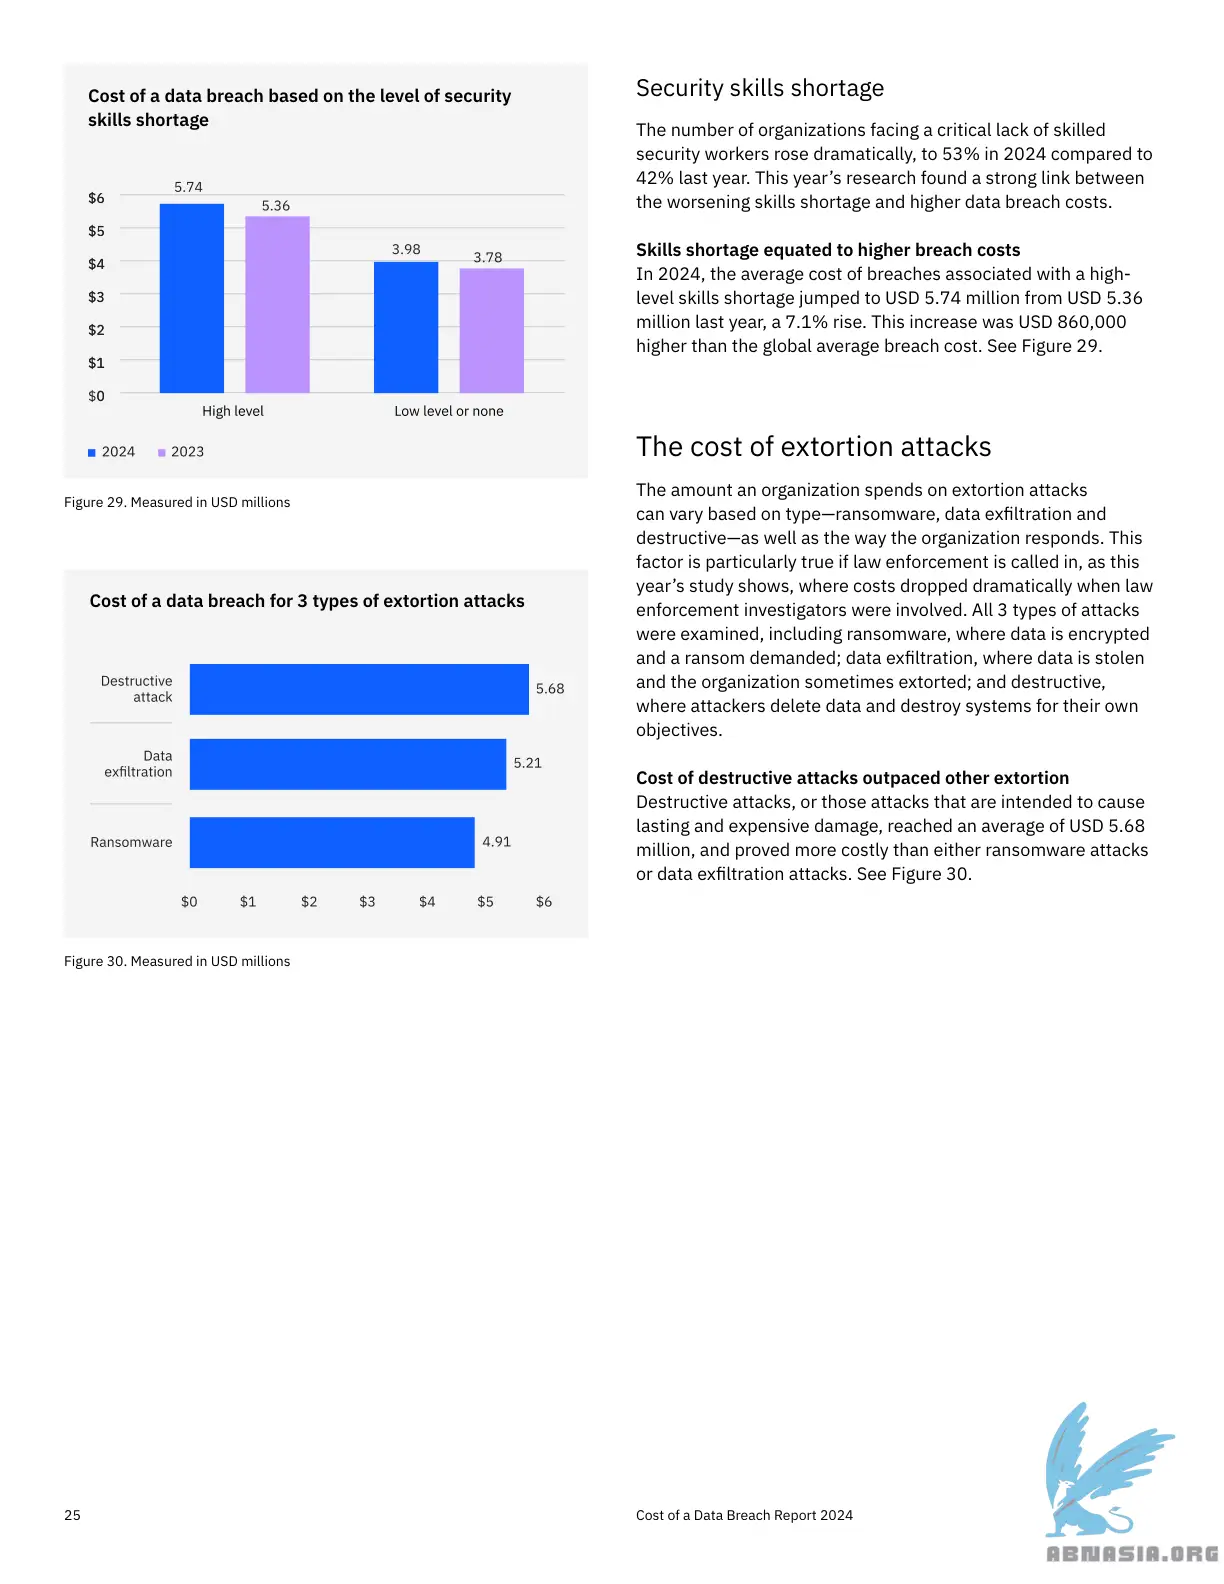 Cost of a data breach based on the level of security
skills shortage
5.74
5.36
3.98
3.78
$6
$5
$4
$3
$2
$1
$0
High level
Low level or none
2024
2023
Figure 29. Measured in USD millions
Cost of a data breach for 3 types of extortion attacks
Destructive
attack
5.68
Data
exfiltration
5.21
Ransomware
4.91
$0 $1 $2 $3 $4 $5 $6
Figure 30. Measured in USD millions
Security skills shortage
The number of organizations facing a critical lack of skilled
security workers rose dramatically, to 53% in 2024 compared to
42% last year. This year’s research found a strong link between
the worsening skills shortage and higher data breach costs.
Skills shortage equated to higher breach costs
In 2024, the average cost of breaches associated with a high-
level skills shortage jumped to USD 5.74 million from USD 5.36
million last year, a 7.1% rise. This increase was USD 860,000
higher than the global average breach cost. See Figure 29.
The cost of extortion attacks
The amount an organization spends on extortion attacks
can vary based on type—ransomware, data exfiltration and
destructive—as well as the way the organization responds. This
factor is particularly true if law enforcement is called in, as this
year’s study shows, where costs dropped dramatically when law
enforcement investigators were involved. All 3 types of attacks
were examined, including ransomware, where data is encrypted
and a ransom demanded; data exfiltration, where data is stolen
and the organization sometimes extorted; and destructive,
where attackers delete data and destroy systems for their own
objectives.
Cost of destructive attacks outpaced other extortion
Destructive attacks, or those attacks that are intended to cause
lasting and expensive damage, reached an average of USD 5.68
million, and proved more costly than either ransomware attacks
or data exfiltration attacks. See Figure 30.
25
Cost of a Data Breach Report 2024
ABNASIA.ORG